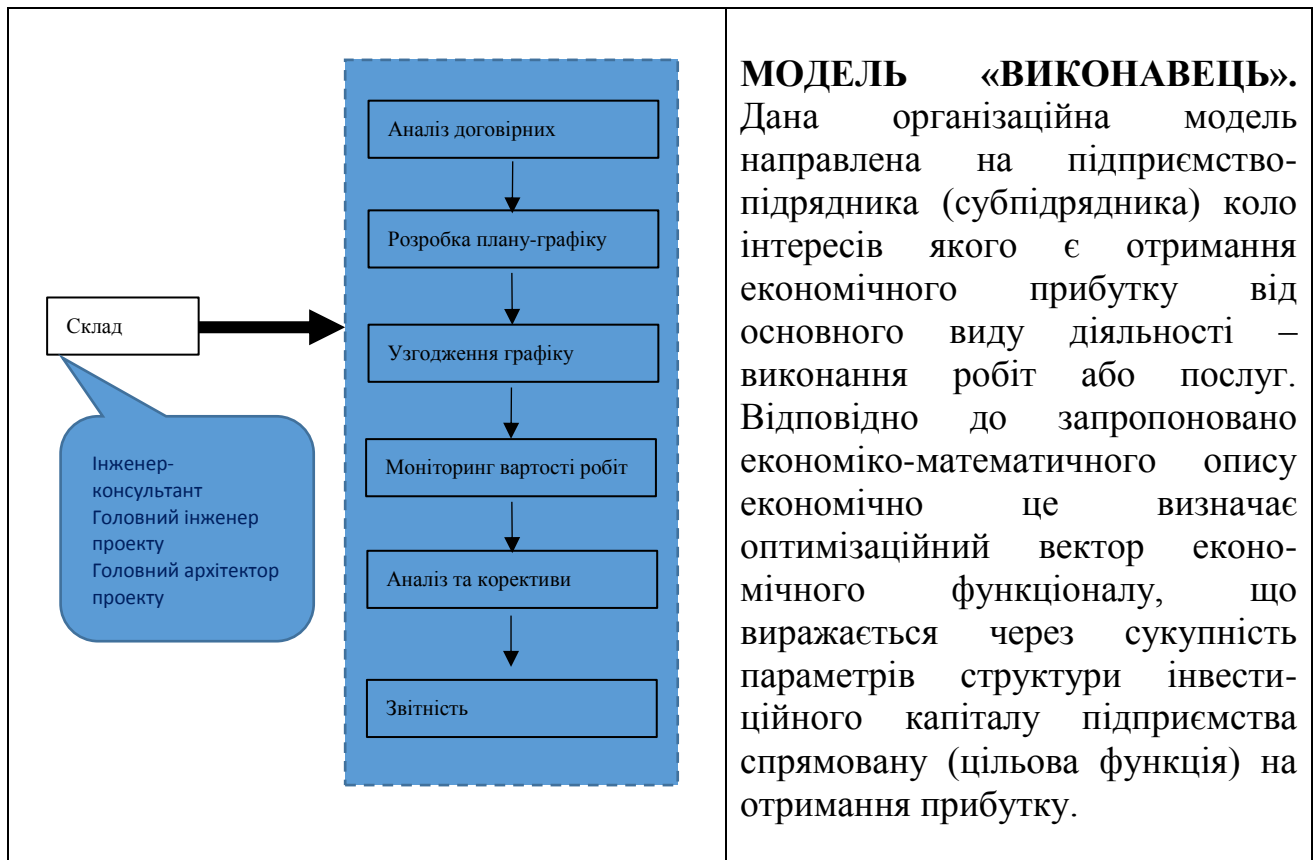 Аналіз договірних
Розробка плану-графіку
Склад
Узгодження графіку
Моніторинг вартості робіт
Інженер-
консультант
Головний інженер
проекту
Головний архітектор
проекту
Аналіз та корективи
Звітність
МОДЕЛЬ «ВИКОНАВЕЦЬ».
Дана організаційна модель
направлена на підприємство-
підрядника (субпідрядника) коло
інтересів якого є отримання
економічного прибутку від
основного виду діяльності –
виконання робіт або послуг.
Відповідно до запропоновано
економіко-математичного опису
економічно це визначає
оптимізаційний вектор еконо-
мічного функціоналу, що
виражається через сукупність
параметрів структури інвести-
ційного капіталу підприємства
спрямовану (цільова функція) на
отримання прибутку.